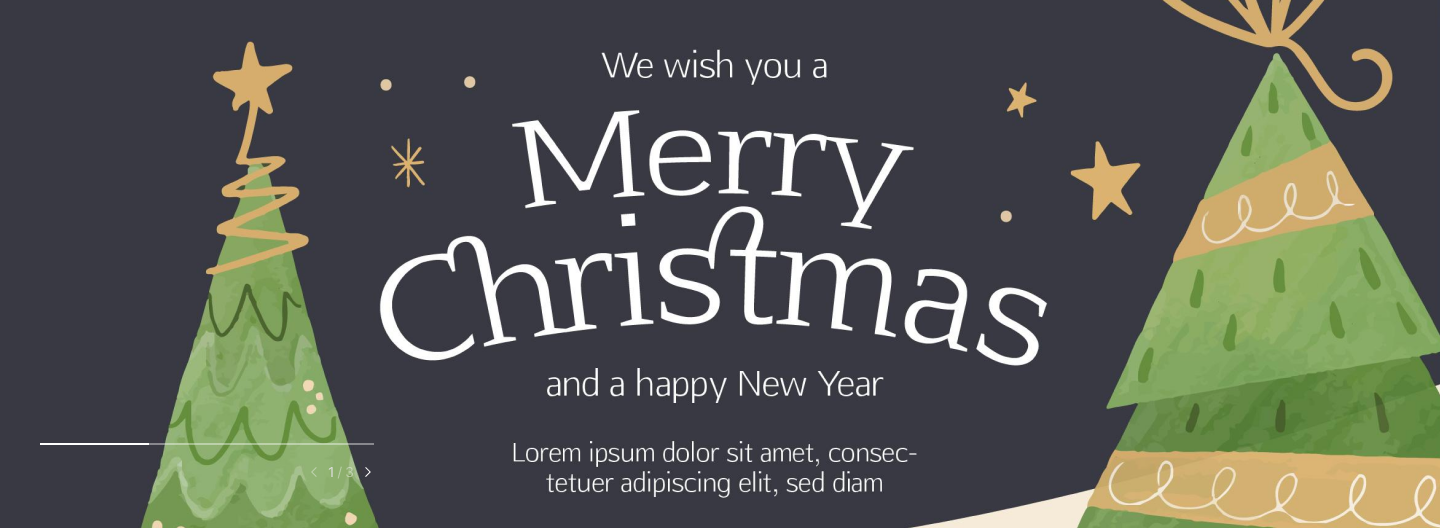 We wish you a
Merry
Christmas
and a happy New Year
Lorem ipsum dolor sit amet, consec-
tetuer adipiscing elit, sed diam
< 1/3 >